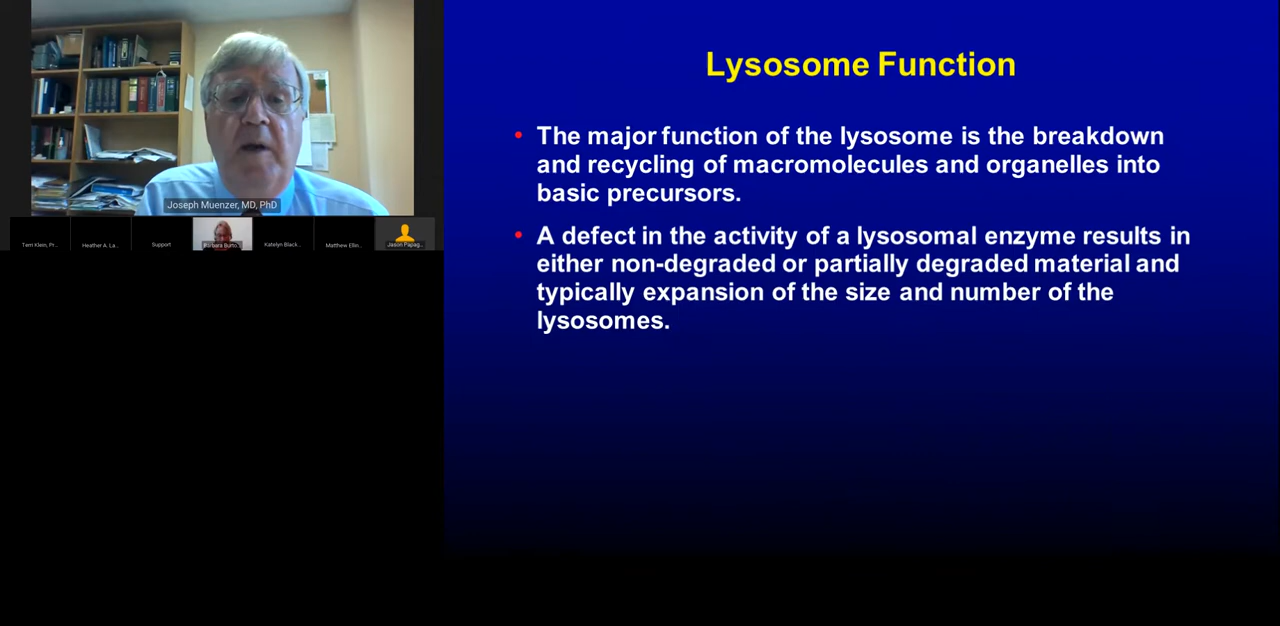 Lysosome Function
• The major function of the lysosome is the breakdown
and recycling of macromolecules and organelles into
basic precursors.
• A defect in the activity of a lysosomal enzyme results in
either non-degraded or partially degraded material and
typically expansion of the size and number of the
lysosomes.
Joseph Muenzer, MD, PhD
Terri Klein, Pr...
Heather A. La...
Support
Barbara Burto...
Katelyn Black...
Matthew Ellin...
Jason Papag...